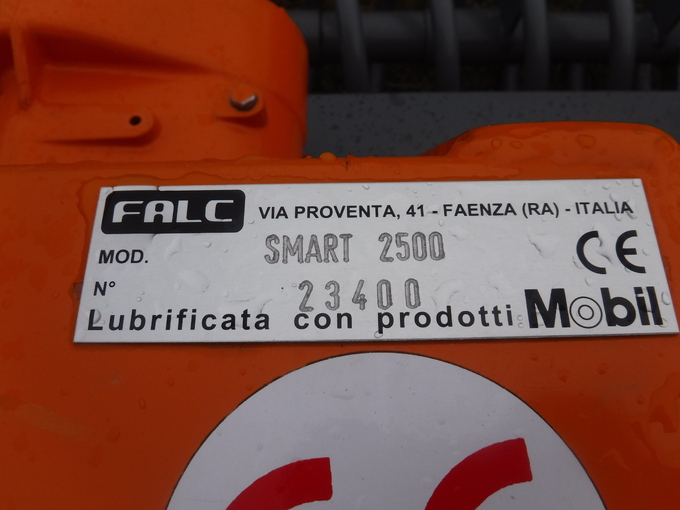 FALC VIA PROVENTA, 41 - FAENZA (RA) - ITALIA
MOD. SMART 2500 CE
N° 23400
Lubrificata con prodotti Mobil